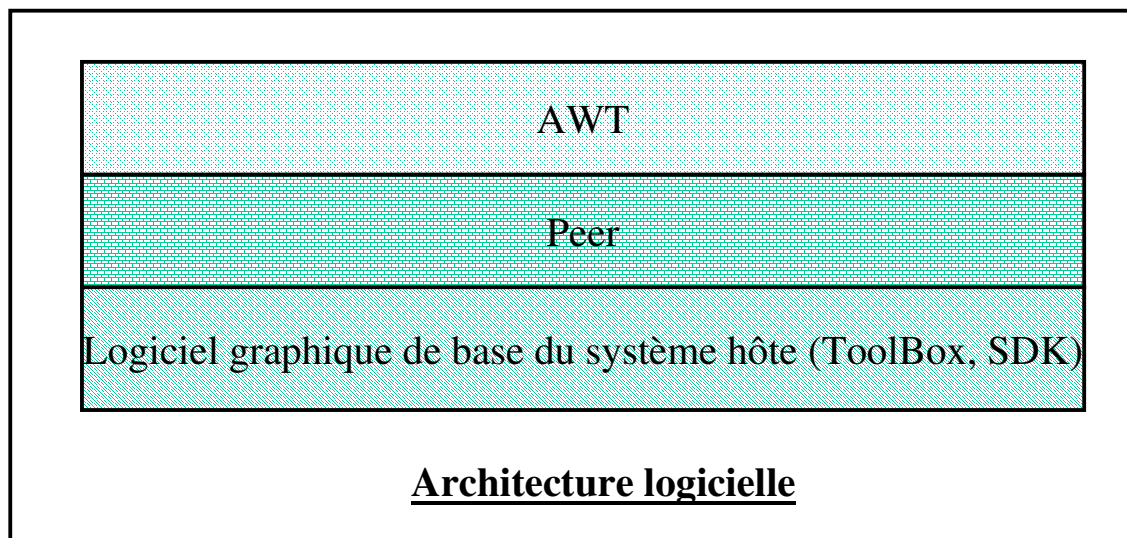 AWT
Peer
Logiciel graphique de base du système hôte (ToolBox, SDK)
Architecture logicielle